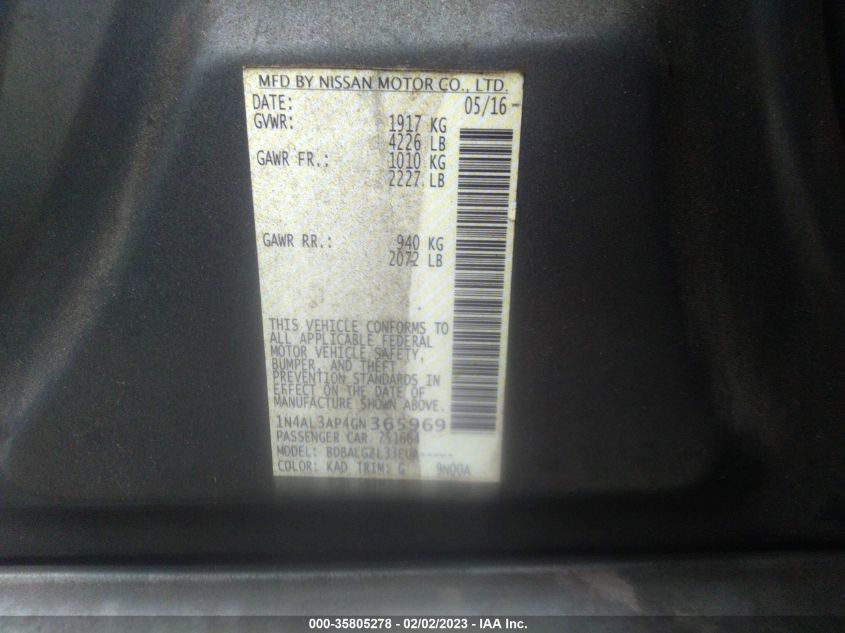 MFD BY NISSAN MOTOR CO., LTD.
DATE: 05/16
GVWR: 1917 KG
4226 LB
GAWR FR.: 1010 KG
2227 LB
GAWR RR.: 940 KG
2072 LB
THIS VEHICLE CONFORMS TO
ALL APPLICABLE FEDERAL
MOTOR VEHICLE SAFETY,
BUMPER, AND THEFT
PREVENTION STANDARDS IN
EFFECT ON THE DATE OF
MANUFACTURE SHOWN ABOVE.
1N4AL3AP4GN365969
PASSENGER CAR 751664
MODEL: BDBALGZL33EUA-----
COLOR: KAD TRIM: G 9N00A
000-35805278 - 02/02/2023 - IAA Inc.